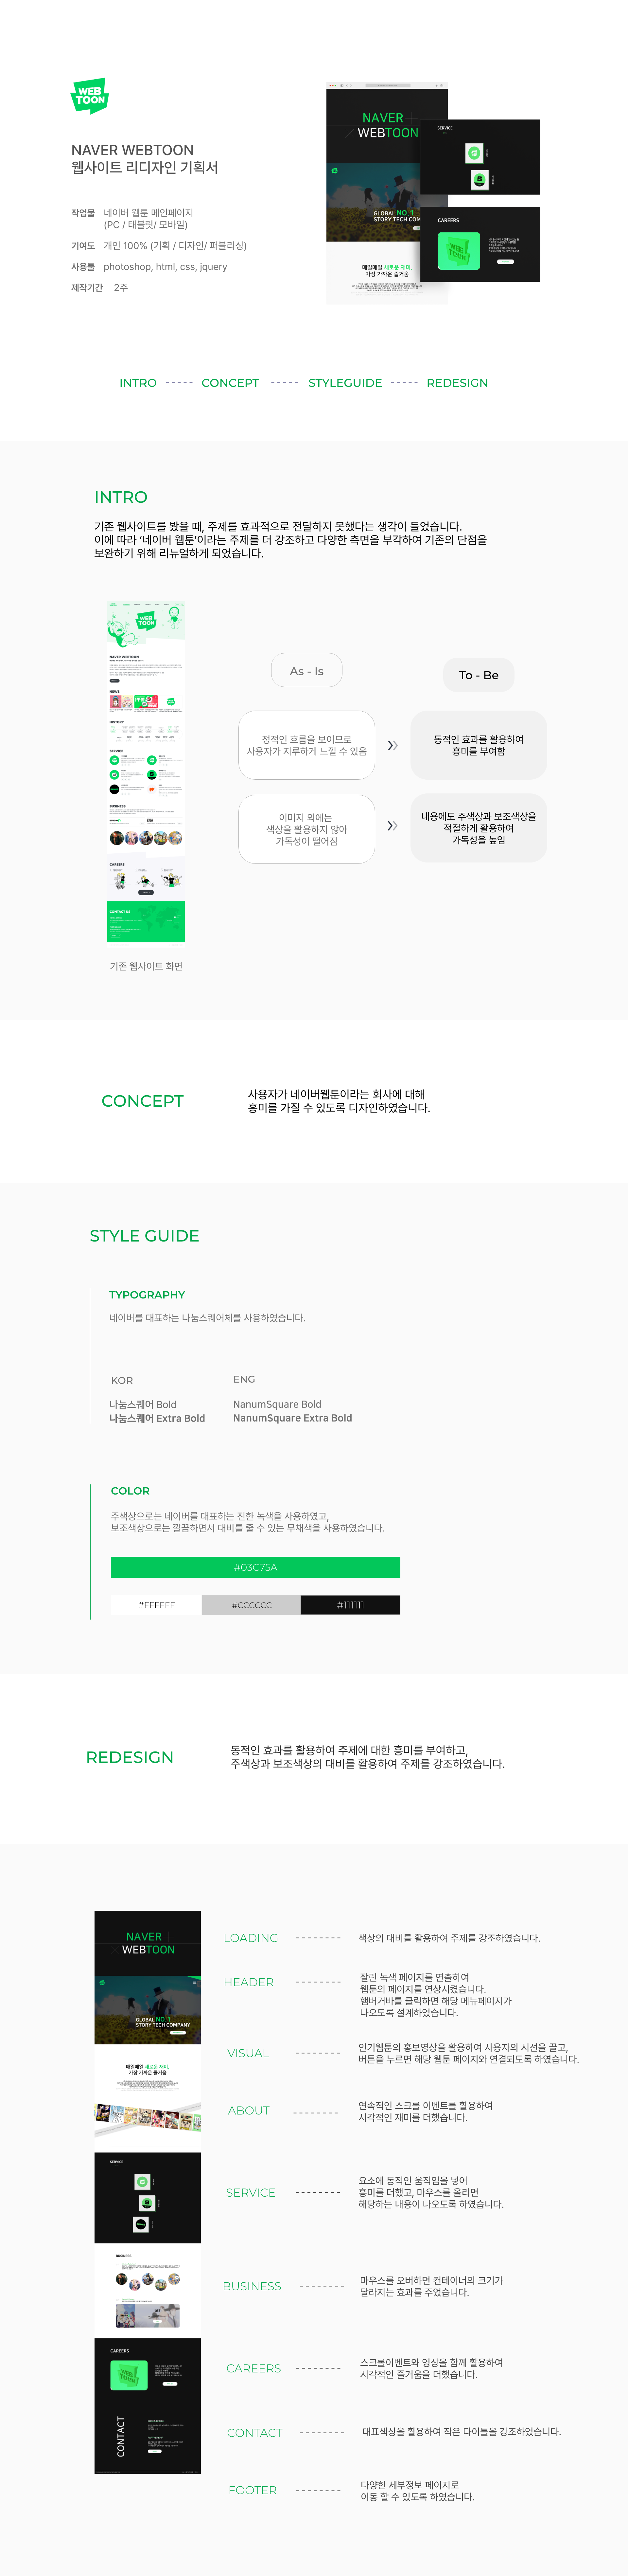 WEB
TOON
NAVER WEBTOON
웹사이트 리디자인 기획서
작업물 네이버 웹툰 메인페이지
(PC / 태블릿/ 모바일)
기여도 개인 100% (기획 / 디자인/ 퍼블리싱)
사용툴 photoshop, html, css, jquery
제작기간 2주
NAVER
WEBTOON
GLOBAL NO.1
STORY TECH COM
매일매일 새로운 재미,
가장 가까운 즐거움
SERVICE
CAREERS
WEB
TOON
INTRO
CONCEPT
STYLEGUIDE
REDESIGN
INTRO
기존 웹사이트를 봤을 때, 주제를 효과적으로 전달하지 못했다는 생각이 들었습니다.
이에 따라 ‘네이버 웹툰’이라는 주제를 더 강조하고 다양한 측면을 부각하여 기존의 단점을
보완하기 위해 리뉴얼하게 되었습니다.
WEB
TOON
NAVER WEBTOON
NEWS
HISTORY
SERVICE
BUSINESS
CAREERS
CONTACT US
기존 웹사이트 화면
As - Is
To - Be
정적인 흐름을 보이므로
사용자가 지루하게 느낄 수 있음
동적인 효과를 활용하여
흥미를 부여함
이미지 외에는
색상을 활용하지 않아
가독성이 떨어짐
내용에도 주색상과 보조색상을
적절하게 활용하여
가독성을 높임
CONCEPT
사용자가 네이버웹툰이라는 회사에 대해
흥미를 가질 수 있도록 디자인하였습니다.
STYLE GUIDE
TYPOGRAPHY
네이버를 대표하는 나눔스퀘어체를 사용하였습니다.
KOR
나눔스퀘어 Bold
나눔스퀘어 Extra Bold
ENG
NanumSquare Bold
NanumSquare Extra Bold
COLOR
주색상으로는 네이버를 대표하는 진한 녹색을 사용하였고,
보조색상으로는 깔끔하면서 대비를 줄 수 있는 무채색을 사용하였습니다.
#03C75A
#FFFFFF
#CCCCCC
#111111
REDESIGN
동적인 효과를 활용하여 주제에 대한 흥미를 부여하고,
주색상과 보조색상의 대비를 활용하여 주제를 강조하였습니다.
NAVER
WEBTOON
GLOBAL NO.1
STORY TECH COMPANY
매일매일 새로운 재미,
가장 가까운 즐거움
SERVICE
BUSINESS
CAREERS
CONTACT
LOADING
색상의 대비를 활용하여 주제를 강조하였습니다.
HEADER
잘린 녹색 페이지를 연출하여
웹툰의 페이지를 연상시켰습니다.
햄버거바를 클릭하면 해당 메뉴페이지가
나오도록 설계하였습니다.
VISUAL
인기웹툰의 홍보영상을 활용하여 사용자의 시선을 끌고,
버튼을 누르면 해당 웹툰 페이지와 연결되도록 하였습니다.
ABOUT
연속적인 스크롤 이벤트를 활용하여
시각적인 재미를 더했습니다.
SERVICE
요소에 동적인 움직임을 넣어
흥미를 더했고, 마우스를 올리면
해당하는 내용이 나오도록 하였습니다.
BUSINESS
마우스를 오버하면 컨테이너의 크기가
달라지는 효과를 주었습니다.
CAREERS
스크롤이벤트와 영상을 함께 활용하여
시각적인 즐거움을 더했습니다.
CONTACT
대표색상을 활용하여 작은 타이틀을 강조하였습니다.
FOOTER
다양한 세부정보 페이지로
이동 할 수 있도록 하였습니다.